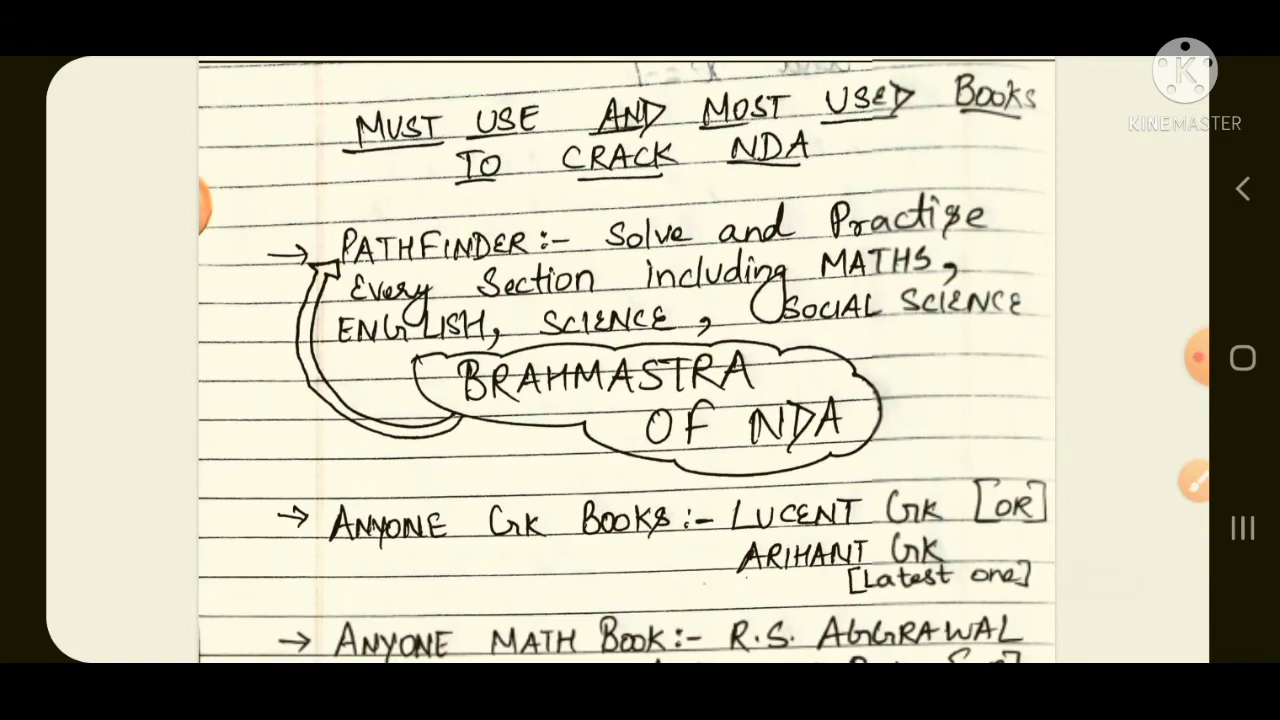 MUST USE AND MOST USED Books
TO CRACK NDA
KINEMASTER
→ PATHFINDER:- Solve and Practise
Every Section including MATHS,
ENGLISH, SCIENCE, SOCIAL SCIENCE
BRAHMASTRA
OF NDA
→ ANYONE GK BOOKS:- LUCENT GK [OR]
ARIHANT GK
[Latest one]
→ ANYONE MATH BOOK:- R.S. AGGRAWAL